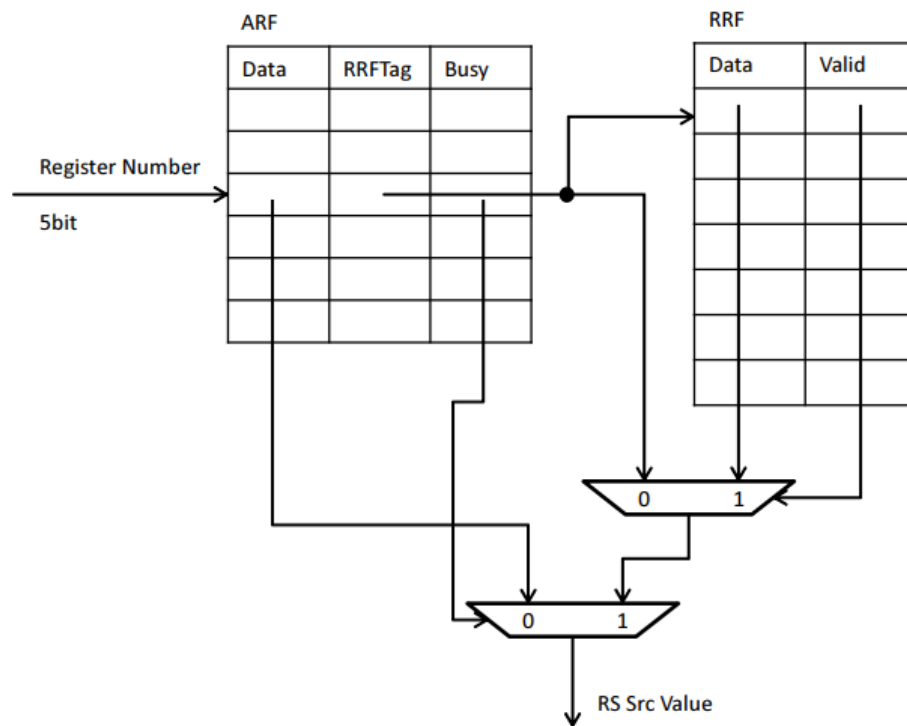 ARF
RRF
Data RRFTag Busy
Data Valid
Register Number
5bit
0 1
0 1
RS Src Value